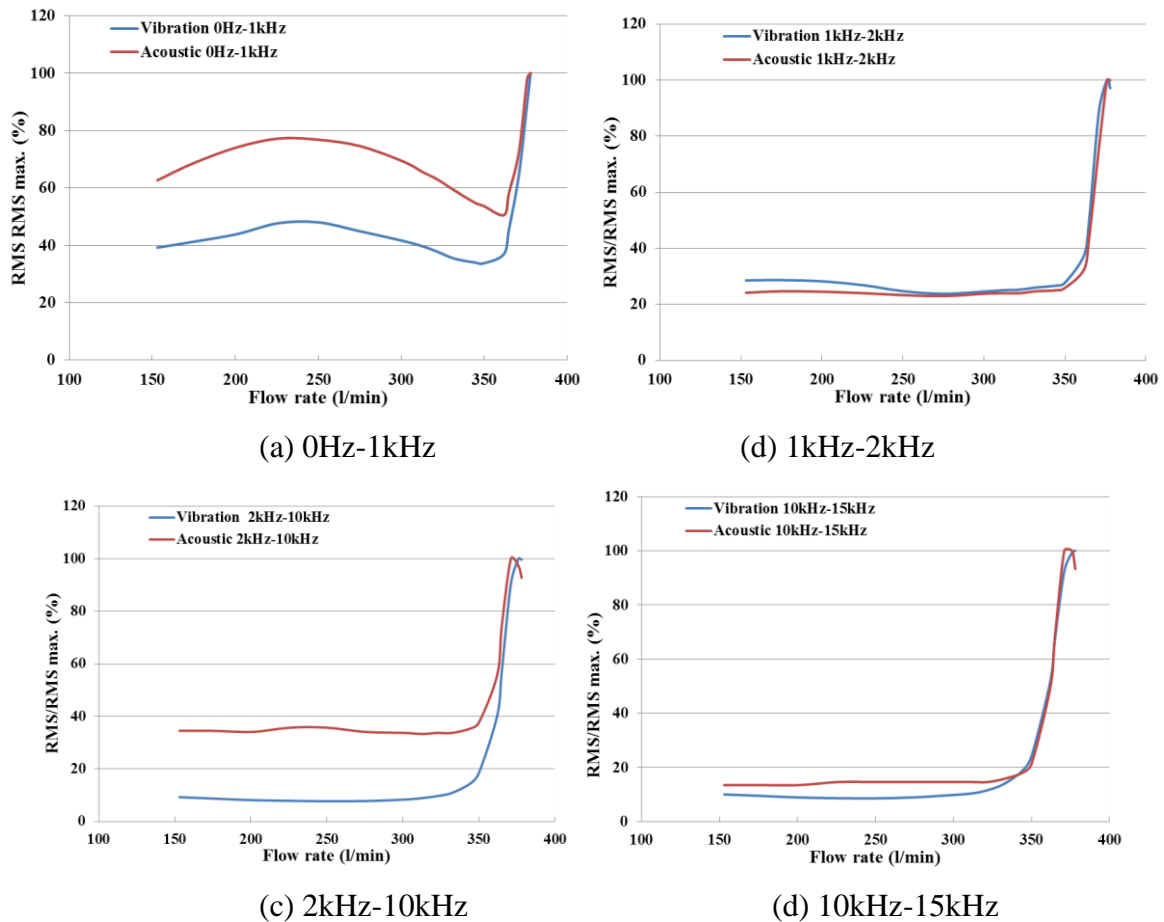 120
Vibration 0Hz-1kHz
Acoustic 0Hz-1kHz
100
80
60
40
20
0
RMS RMS max. (%)
100 150 200 250 300 350 400
Flow rate (l/min)
(a) 0Hz-1kHz
120
Vibration 1kHz-2kHz
Acoustic 1kHz-2kHz
100
80
60
40
20
0
RMS/RMS max. (%)
100 150 200 250 300 350 400
Flow rate (l/min)
(d) 1kHz-2kHz
120
Vibration 2kHz-10kHz
Acoustic 2kHz-10kHz
100
80
60
40
20
0
RMS/RMS max. (%)
100 150 200 250 300 350 400
Flow rate (l/min)
(c) 2kHz-10kHz
120
Vibration 10kHz-15kHz
Acoustic 10kHz-15kHz
100
80
60
40
20
0
RMS/RMS max. (%)
100 150 200 250 300 350 400
Flow rate (l/min)
(d) 10kHz-15kHz